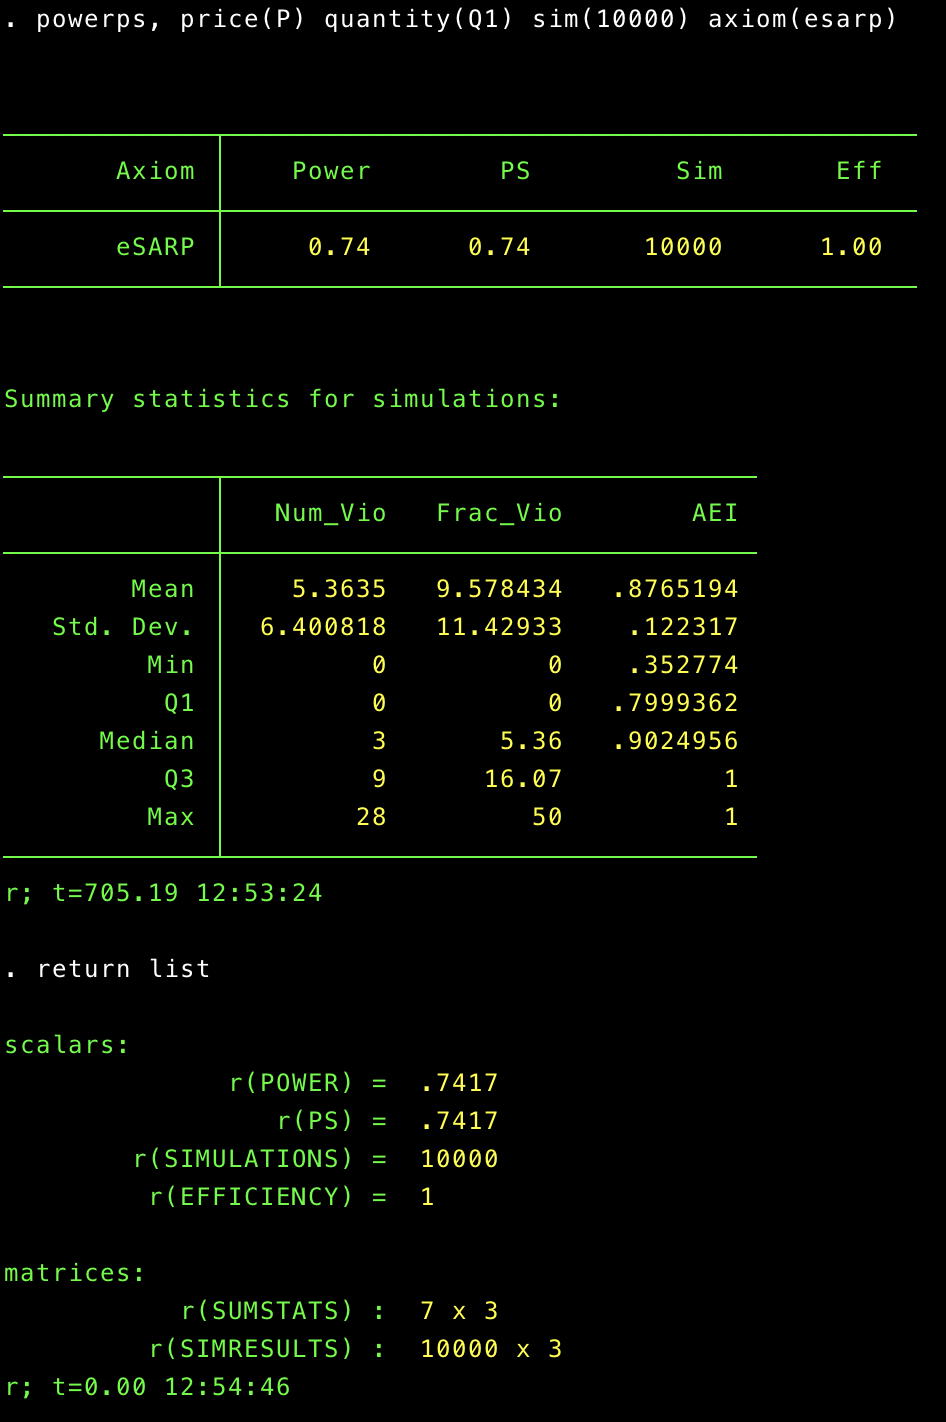 . powerps, price(P) quantity(Q1) sim(10000) axiom(esarp)
Axiom Power PS Sim Eff
eSARP 0.74 0.74 10000 1.00
Summary statistics for simulations:
Num_Vio Frac_Vio AEI
Mean 5.3635 9.578434 .8765194
Std. Dev. 6.400818 11.42933 .122317
Min 0 0 .352774
Q1 0 0 .7999362
Median 3 5.36 .9024956
Q3 9 16.07 1
Max 28 50 1
r; t=705.19 12:53:24
. return list
scalars:
r(POWER) = .7417
r(PS) = .7417
r(SIMULATIONS) = 10000
r(EFFICIENCY) = 1
matrices:
r(SUMSTATS) : 7 x 3
r(SIMRESULTS) : 10000 x 3
r; t=0.00 12:54:46